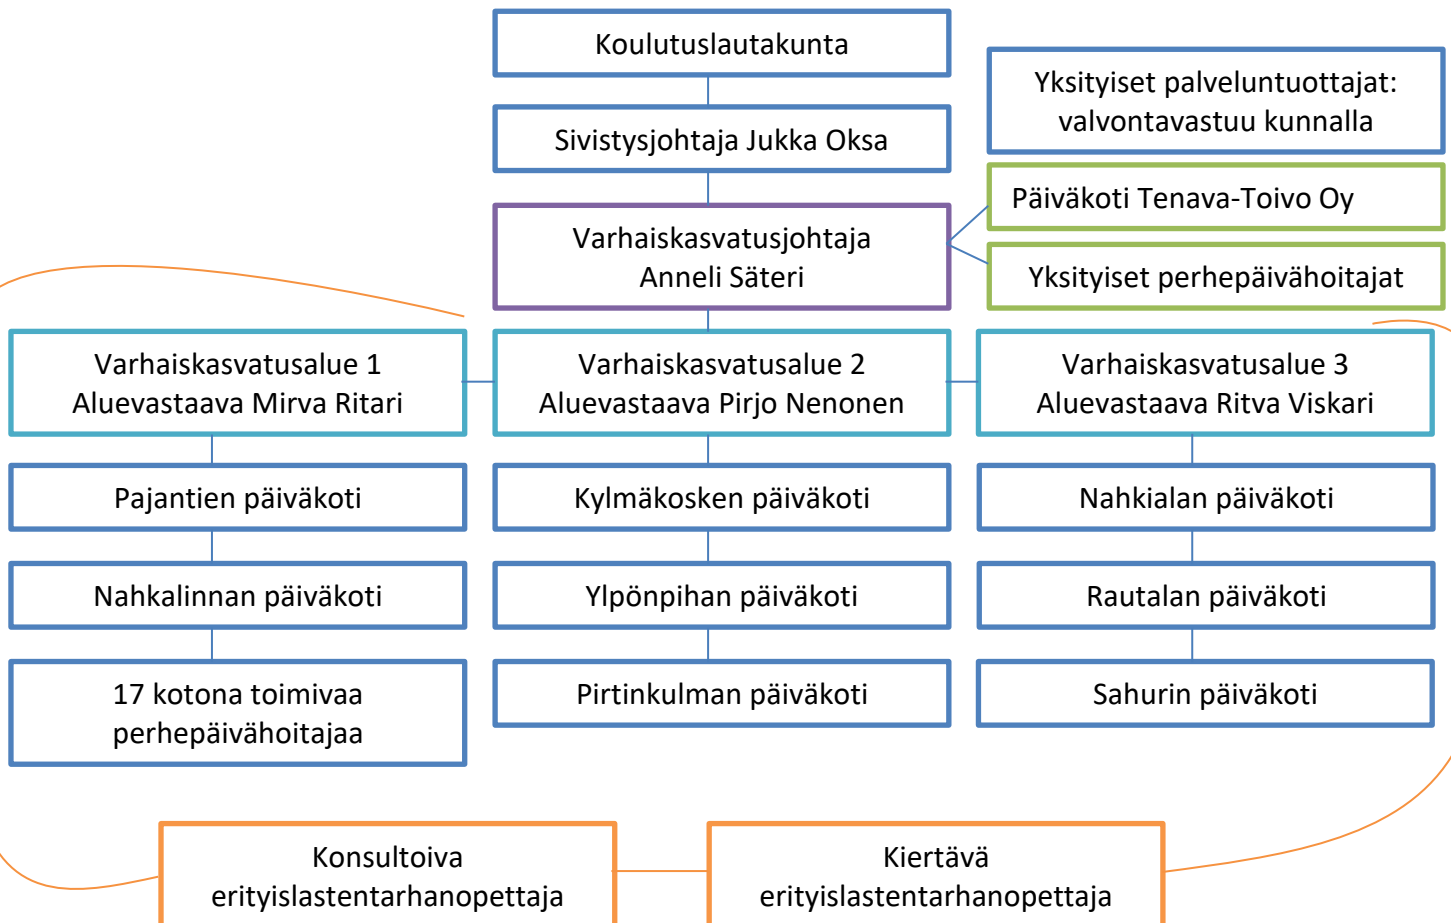 Koulutuslautakunta
Yksityiset palveluntuottajat:
valvontavastuu kunnalla
Sivistysjohtaja Jukka Oksa
Päiväkoti Tenava-Toivo Oy
Varhaiskasvatusjohtaja
Anneli Säteri
Yksityiset perhepäivähoitajat
Varhaiskasvatusalue 1
Aluevastaava Mirva Ritari
Varhaiskasvatusalue 2
Aluevastaava Pirjo Nenonen
Varhaiskasvatusalue 3
Aluevastaava Ritva Viskari
Pajantien päiväkoti
Kylmäkosken päiväkoti
Nahkialan päiväkoti
Nahkalinnan päiväkoti
Ylpönpihan päiväkoti
Rautalan päiväkoti
17 kotona toimivaa
perhepäivähoitajaa
Pirtinkulman päiväkoti
Sahurin päiväkoti
Konsultoiva
erityislastentarhanopettaja
Kiertävä
erityislastentarhanopettaja